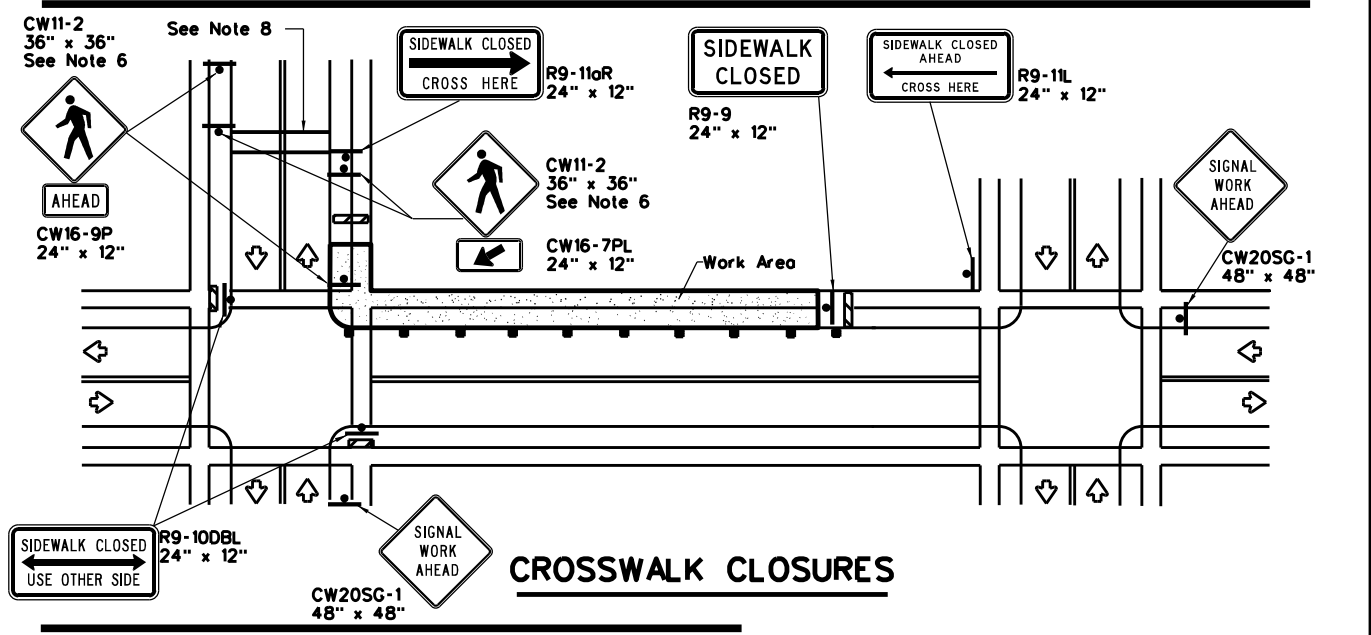 CW11-2
36" x 36"
See Note 6
See Note 8
SIDEWALK CLOSED
CROSS HERE
R9-11aR
24" x 12"
SIDEWALK
CLOSED
R9-9
24" x 12"
SIDEWALK CLOSED
AHEAD
CROSS HERE
R9-11L
24" x 12"
SIGNAL
WORK
AHEAD
CW20SG-1
48" x 48"
AHEAD
CW16-9P
24" x 12"
CW11-2
36" x 36"
See Note 6
CW16-7PL
24" x 12"
Work Area
SIDEWALK CLOSED
USE OTHER SIDE
R9-10DBL
24" x 12"
SIGNAL
WORK
AHEAD
CW20SG-1
48" x 48"
CROSSWALK CLOSURES